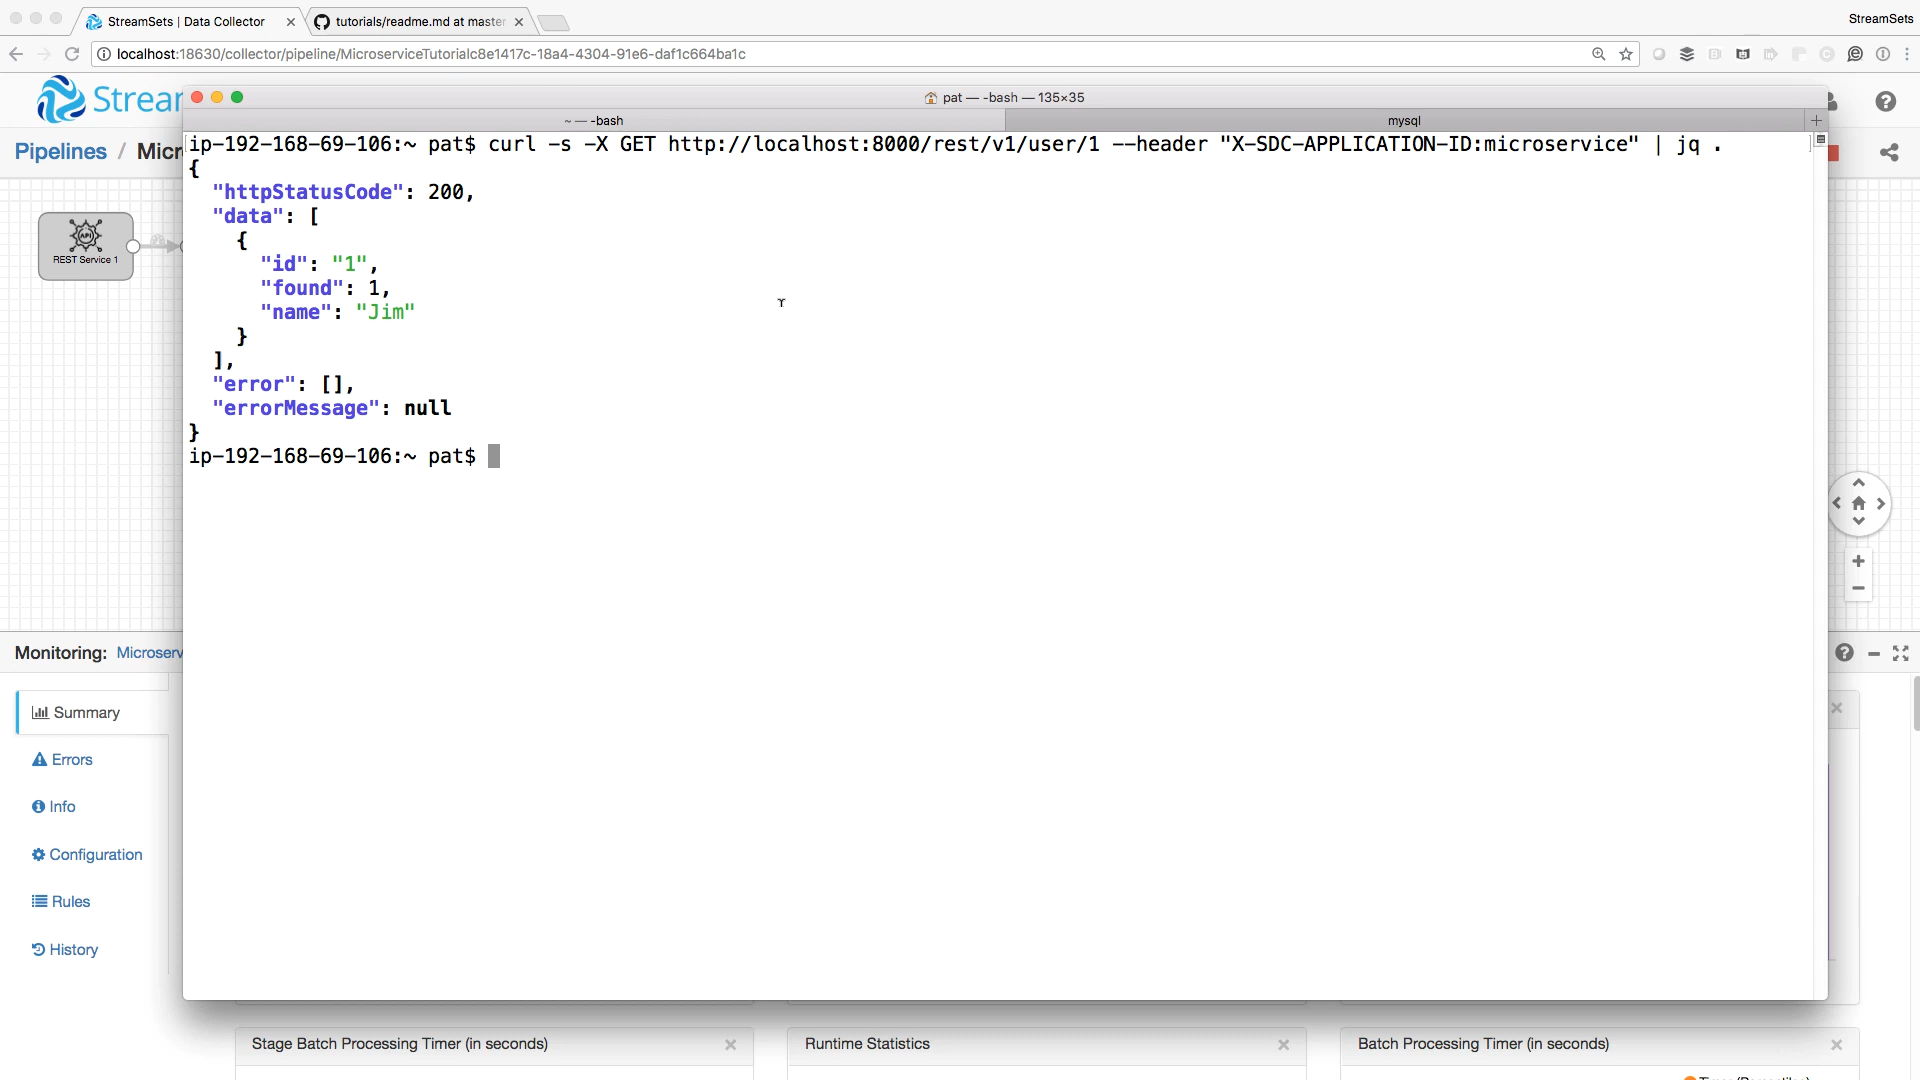 StreamSets | Data Collector
tutorials/readme.md at master
StreamSets
localhost:18630/collector/pipeline/MicroserviceTutorialc8e1417c-18a4-4304-91e6-daf1c664ba1c
Strear
pat — -bash — 135×35
~ — -bash
mysql
Pipelines / Micr
ip-192-168-69-106:~ pat$ curl -s -X GET http://localhost:8000/rest/v1/user/1 --header "X-SDC-APPLICATION-ID:microservice" | jq .
{
"httpStatusCode": 200,
"data": [
{
"id": "1",
"found": 1,
"name": "Jim"
}
],
"error": [],
"errorMessage": null
}
ip-192-168-69-106:~ pat$
API
REST Service 1
Monitoring: Microserv
Summary
Errors
Info
Configuration
Rules
History
Stage Batch Processing Timer (in seconds)
Runtime Statistics
Batch Processing Timer (in seconds)